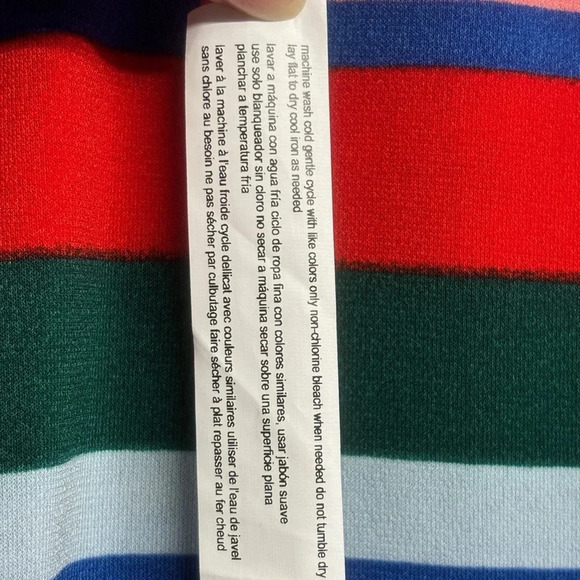 machine wash cold gentle cycle with like colors only non-chlorine bleach when needed do not tumble dry
lay flat to dry cool iron as needed
lavar a máquina con agua fría ciclo de ropa fina con colores similares, usar jabón suave
use solo blanqueador sin cloro no secar a máquina secar sobre una superficie plana
planchar a temperatura fria
laver à la machine à l'eau froide cycle dellicat avec couleurs similaires utiliser de l'eau de javel
sans chlore au besoin ne pas sécher par culbutage faire sécher à plat repasser au fer cheud